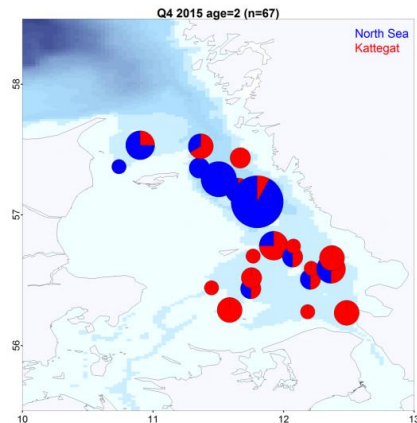 Q4 2015 age=2 (n=67)
North Sea
Kattegat
58
57
56
10 11 12 13